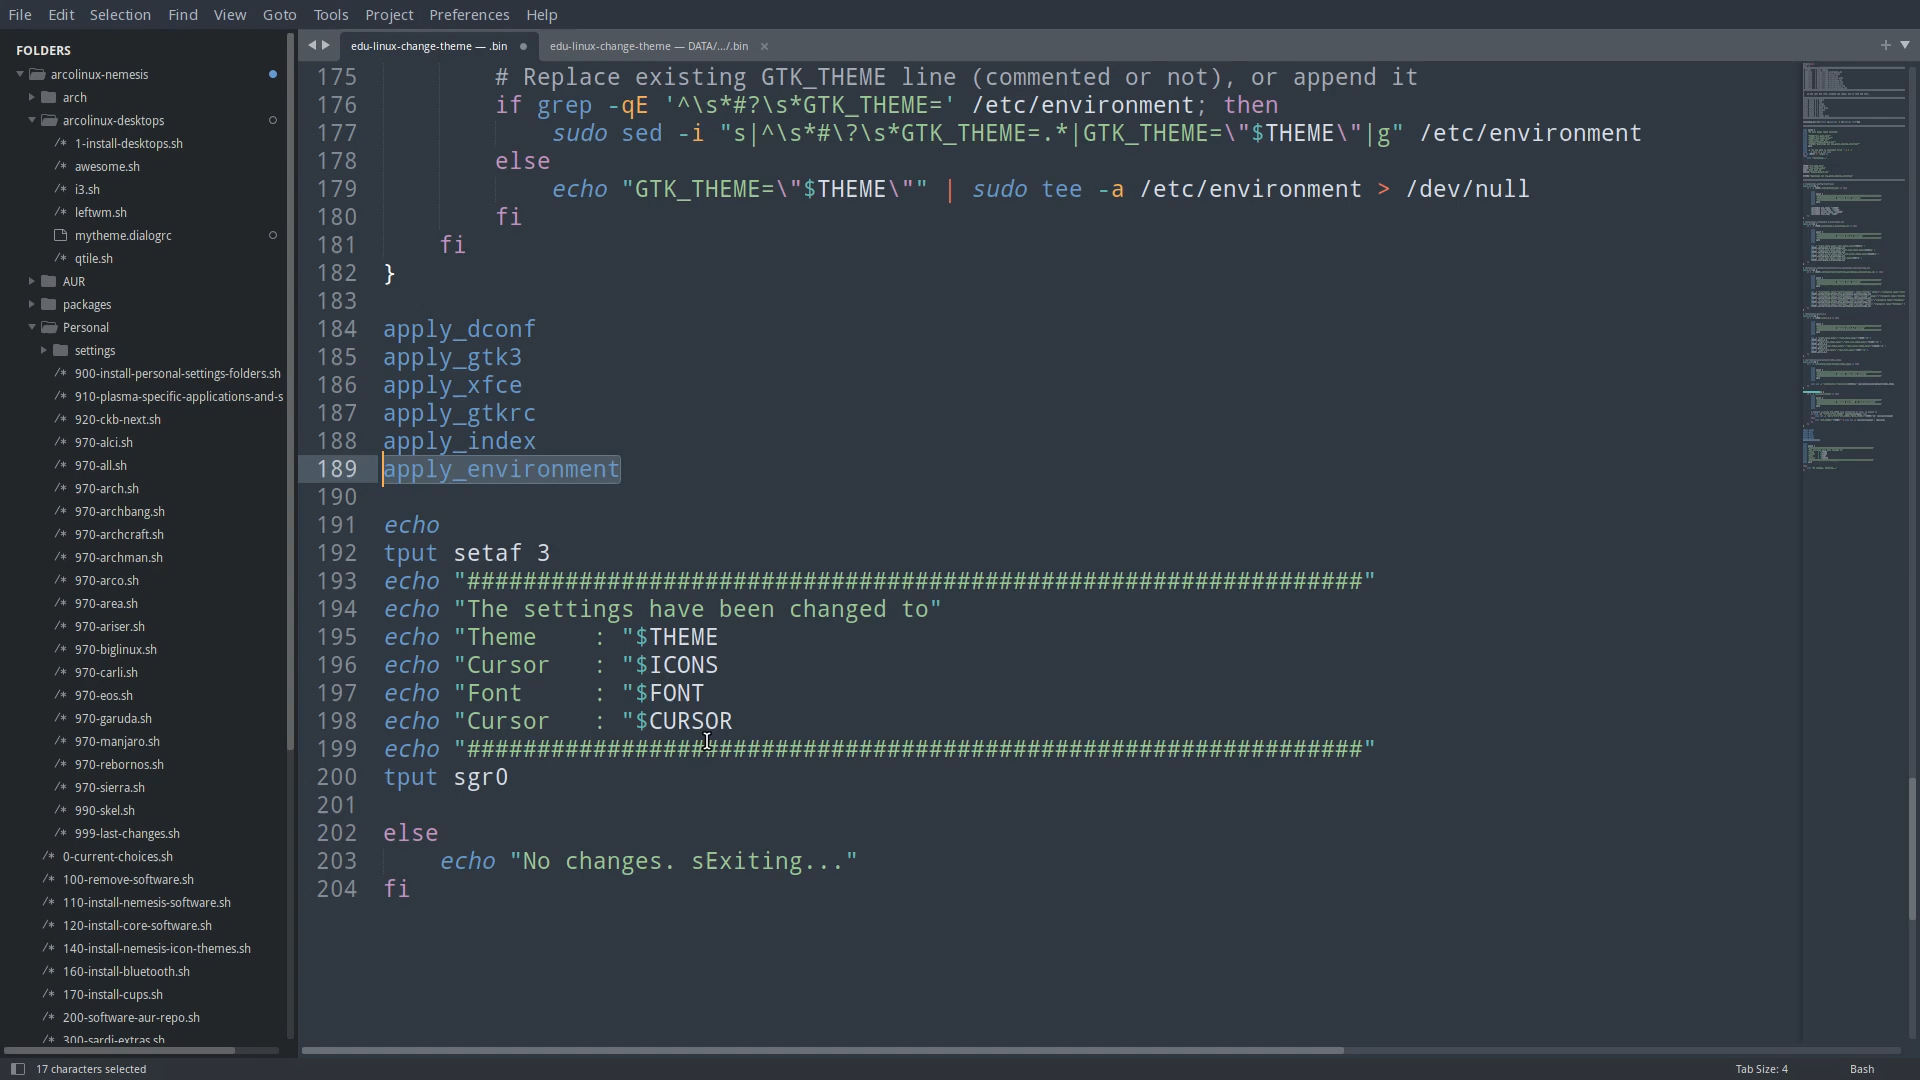 File Edit Selection Find View Goto Tools Project Preferences Help
FOLDERS
arcolinux-nemesis
arch
arcolinux-desktops
/* 1-install-desktops.sh
/* awesome.sh
/* i3.sh
/* leftwm.sh
mytheme.dialogrc
/* qtile.sh
AUR
packages
Personal
settings
/* 900-install-personal-settings-folders.sh
/* 910-plasma-specific-applications-and-s
/* 920-ckb-next.sh
/* 970-alci.sh
/* 970-all.sh
/* 970-arch.sh
/* 970-archbang.sh
/* 970-archcraft.sh
/* 970-archman.sh
/* 970-arco.sh
/* 970-area.sh
/* 970-ariser.sh
/* 970-biglinux.sh
/* 970-carli.sh
/* 970-eos.sh
/* 970-garuda.sh
/* 970-manjaro.sh
/* 970-rebornos.sh
/* 970-sierra.sh
/* 990-skel.sh
/* 999-last-changes.sh
/* 0-current-choices.sh
/* 100-remove-software.sh
/* 110-install-nemesis-software.sh
/* 120-install-core-software.sh
/* 140-install-nemesis-icon-themes.sh
/* 160-install-bluetooth.sh
/* 170-install-cups.sh
/* 200-software-aur-repo.sh
/* 300-sardi-extras.sh
edu-linux-change-theme — .bin edu-linux-change-theme — DATA/.../.bin
175 # Replace existing GTK_THEME line (commented or not), or append it
176 if grep -qE '^\s*#?\s*GTK_THEME=' /etc/environment; then
177 sudo sed -i "s|^\s*#\?\s*GTK_THEME=.*|GTK_THEME=\"$THEME\"|g" /etc/environment
178 else
179 echo "GTK_THEME=\"$THEME\"" | sudo tee -a /etc/environment > /dev/null
180 fi
181 fi
182 }
183
184 apply_dconf
185 apply_gtk3
186 apply_xfce
187 apply_gtkrc
188 apply_index
189 apply_environment
190
191 echo
192 tput setaf 3
193 echo "################################################################"
194 echo "The settings have been changed to"
195 echo "Theme    : "$THEME
196 echo "Cursor   : "$ICONS
197 echo "Font     : "$FONT
198 echo "Cursor   : "$CURSOR
199 echo "################################################################"
200 tput sgr0
201
202 else
203 echo "No changes. sExiting..."
204 fi
17 characters selected Tab Size: 4 Bash